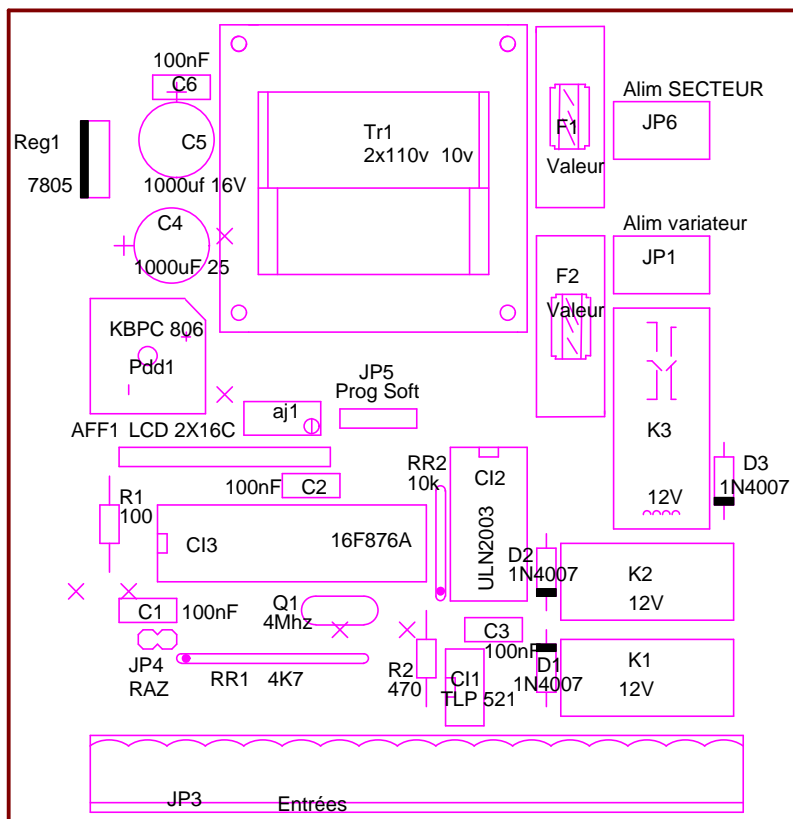 100nF
C6
Alim SECTEUR
JP6
Tr1
2x110v 10v
F1
Valeur
Reg1
7805
C5
1000uf 16V
C4
1000uF 25
Alim variateur
JP1
F2
Valeur
KBPC 806
Pdd1
JP5
Prog Soft
aj1
AFF1 LCD 2X16C
K3
12V
D3
1N4007
RR2
10k
CI2
ULN2003
100nF
C2
R1
100
CI3
16F876A
D2
1N4007
K2
12V
C1
100nF
Q1
4Mhz
C3
100nF
JP4
RAZ
RR1 4K7
R2
470
CI1
TLP 521
D1
1N4007
K1
12V
JP3
Entrées